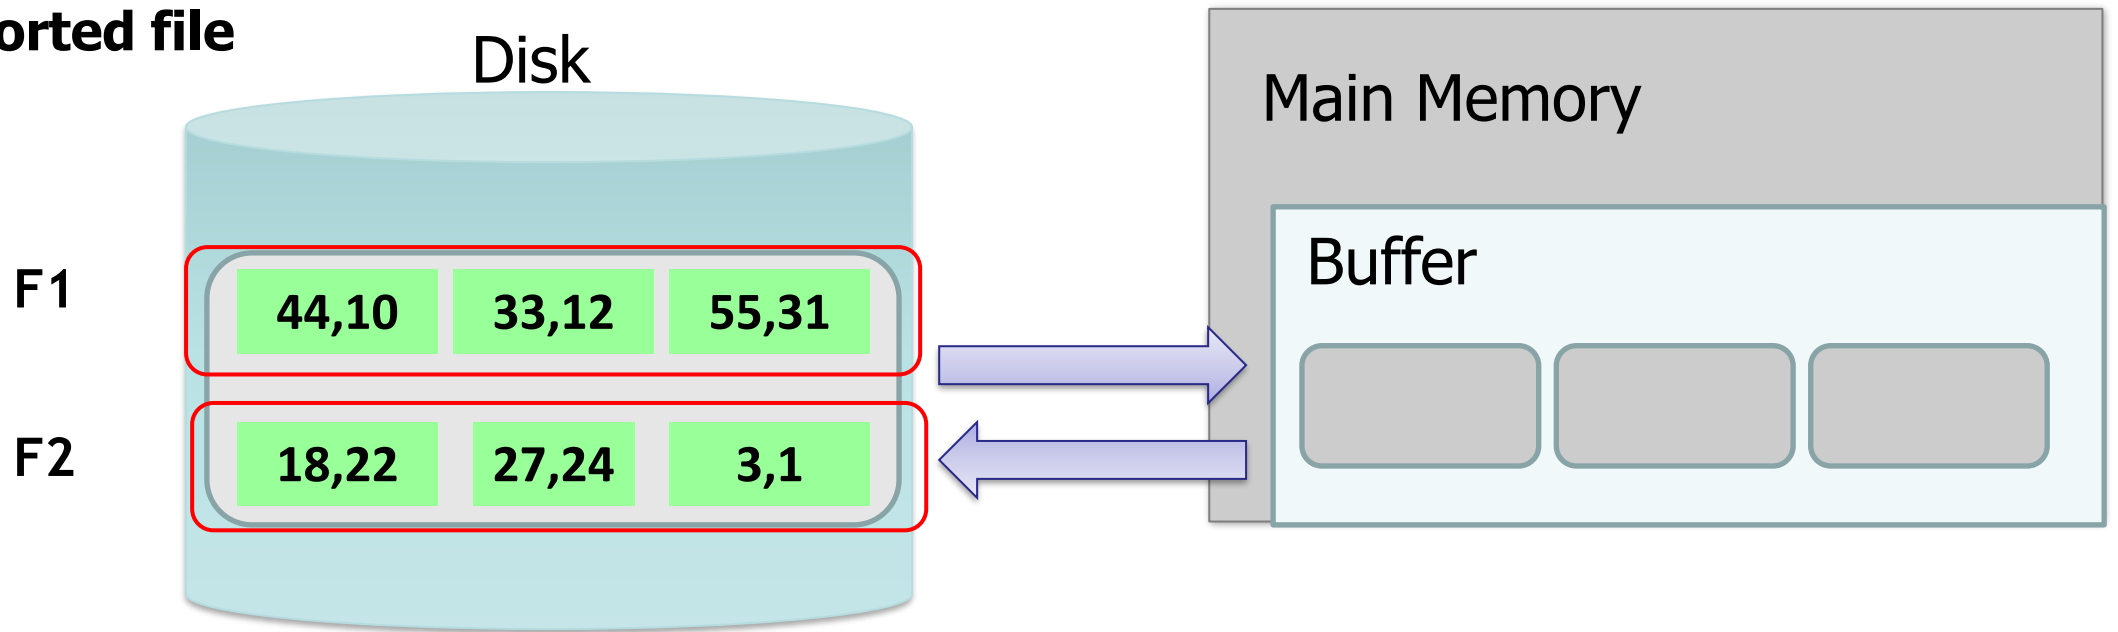 orted file
Disk
Main Memory
Buffer
F1
44,10 33,12 55,31
F2
18,22 27,24 3,1